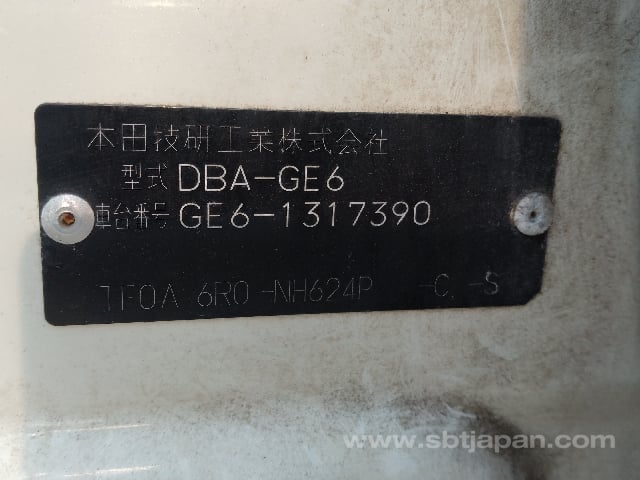 本田技研工業株式会社
型式 DBA-GE6
車台番号 GE6-1317390
1F0A 6R0 -NH624P -C -S
www.sbtjapan.com